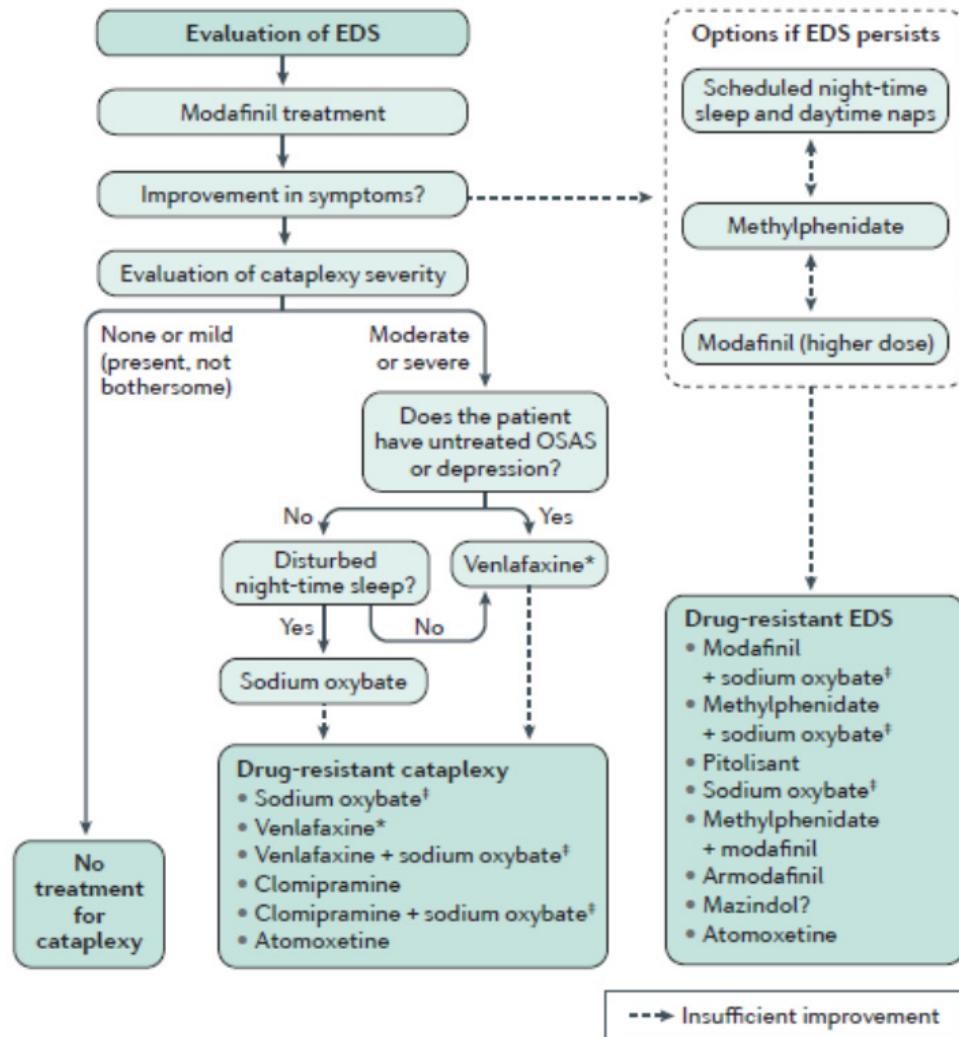 Evaluation of EDS
Modafinil treatment
Improvement in symptoms?
Evaluation of cataplexy severity
None or mild
(present, not
bothersome)
Moderate
or severe
Does the patient
have untreated OSAS
or depression?
No
Yes
Disturbed
night-time sleep?
Venlafaxine*
Yes
No
Sodium oxybate
No
treatment
for
cataplexy
Drug-resistant cataplexy
• Sodium oxybate‡
• Venlafaxine*
• Venlafaxine + sodium oxybate‡
• Clomipramine
• Clomipramine + sodium oxybate‡
• Atomoxetine
Options if EDS persists
Scheduled night-time
sleep and daytime naps
Methylphenidate
Modafinil (higher dose)
Drug-resistant EDS
• Modafinil
+ sodium oxybate‡
• Methylphenidate
+ sodium oxybate‡
• Pitolisant
• Sodium oxybate‡
• Methylphenidate
+ modafinil
• Armodafinil
• Mazindol?
• Atomoxetine
Insufficient improvement